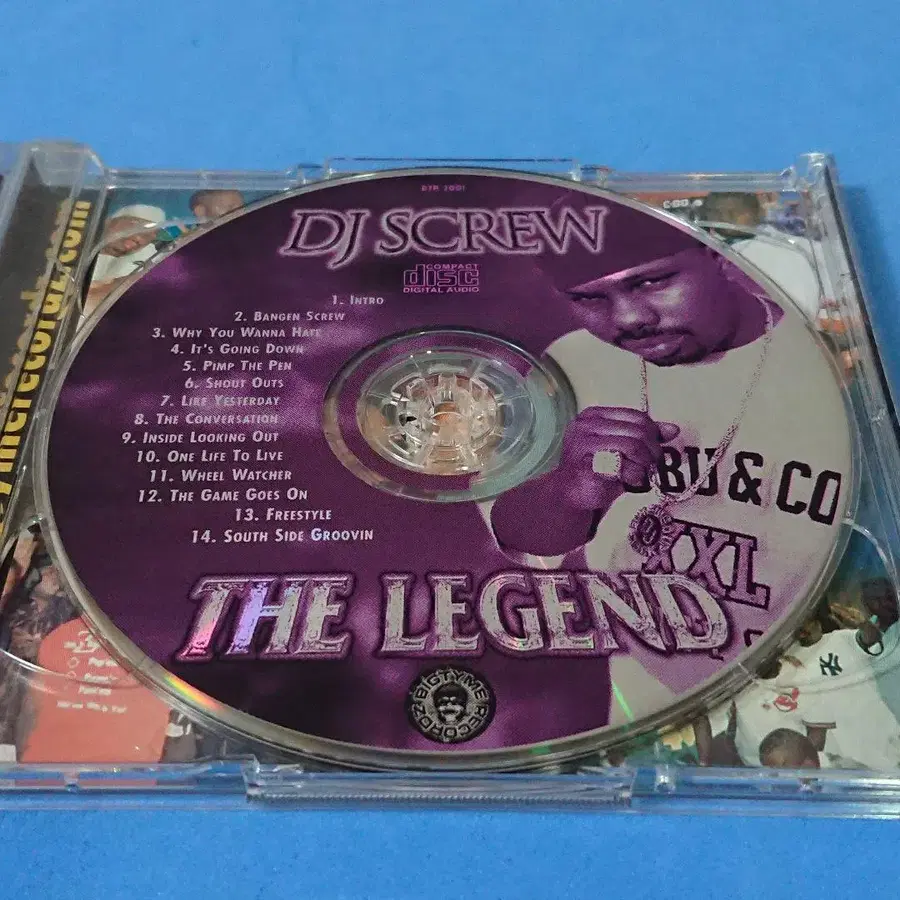 BTR 2001
DJ SCREW
COMPACT
disc
DIGITAL AUDIO
1. INTRO
2. BANGEN SCREW
3. WHY YOU WANNA HATE
4. IT'S GOING DOWN
5. PIMP THE PEN
6. SHOUT OUTS
7. LIKE YESTERDAY
8. THE CONVERSATION
9. INSIDE LOOKING OUT
10. ONE LIFE TO LIVE
11. WHEEL WATCHER
12. THE GAME GOES ON
13. FREESTYLE
14. SOUTH SIDE GROOVIN
& CO
XXL
THE LEGEND
BIGTYME RECORDZ
NY